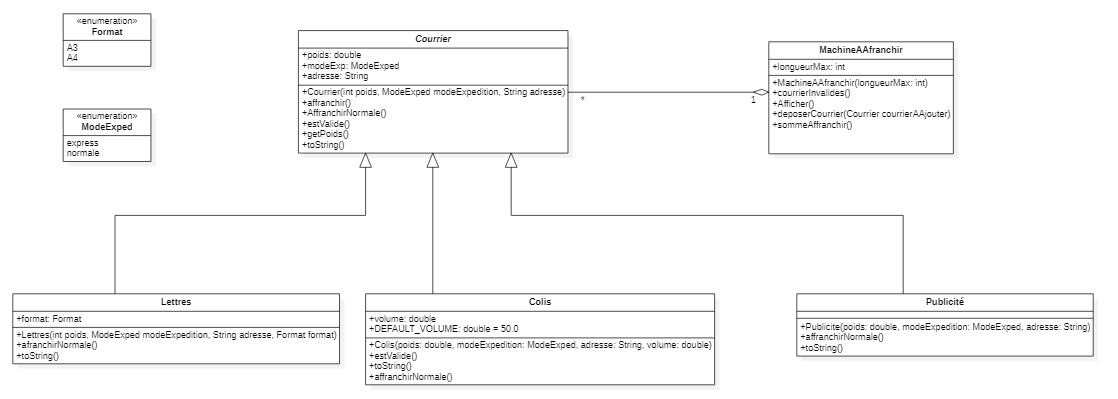 «enumeration»
Format
A3
A4
«enumeration»
ModeExped
express
normale
Courrier
+poids: double
+modeExp: ModeExped
+adresse: String
+Courrier(int poids, ModeExped modeExpedition, String adresse)
+affranchir()
+AffranchirNormale()
+estValide()
+getPoids()
+toString()
*
1
MachineAAfranchir
+longueurMax: int
+MachineAAfranchir(longueurMax: int)
+courrierInvalides()
+Afficher()
+deposerCourrier(Courrier courrierAAjouter)
+sommeAffranchir()
Lettres
+format: Format
+Lettres(int poids, ModeExped modeExpedition, String adresse, Format format)
+afranchirNormale()
+toString()
Colis
+volume: double
+DEFAULT_VOLUME: double = 50.0
+Colis(poids: double, modeExpedition: ModeExped, adresse: String, volume: double)
+estValide()
+toString()
+affranchirNormale()
Publicité
+Publicite(poids: double, modeExpedition: ModeExped, adresse: String)
+affranchirNormale()
+toString()